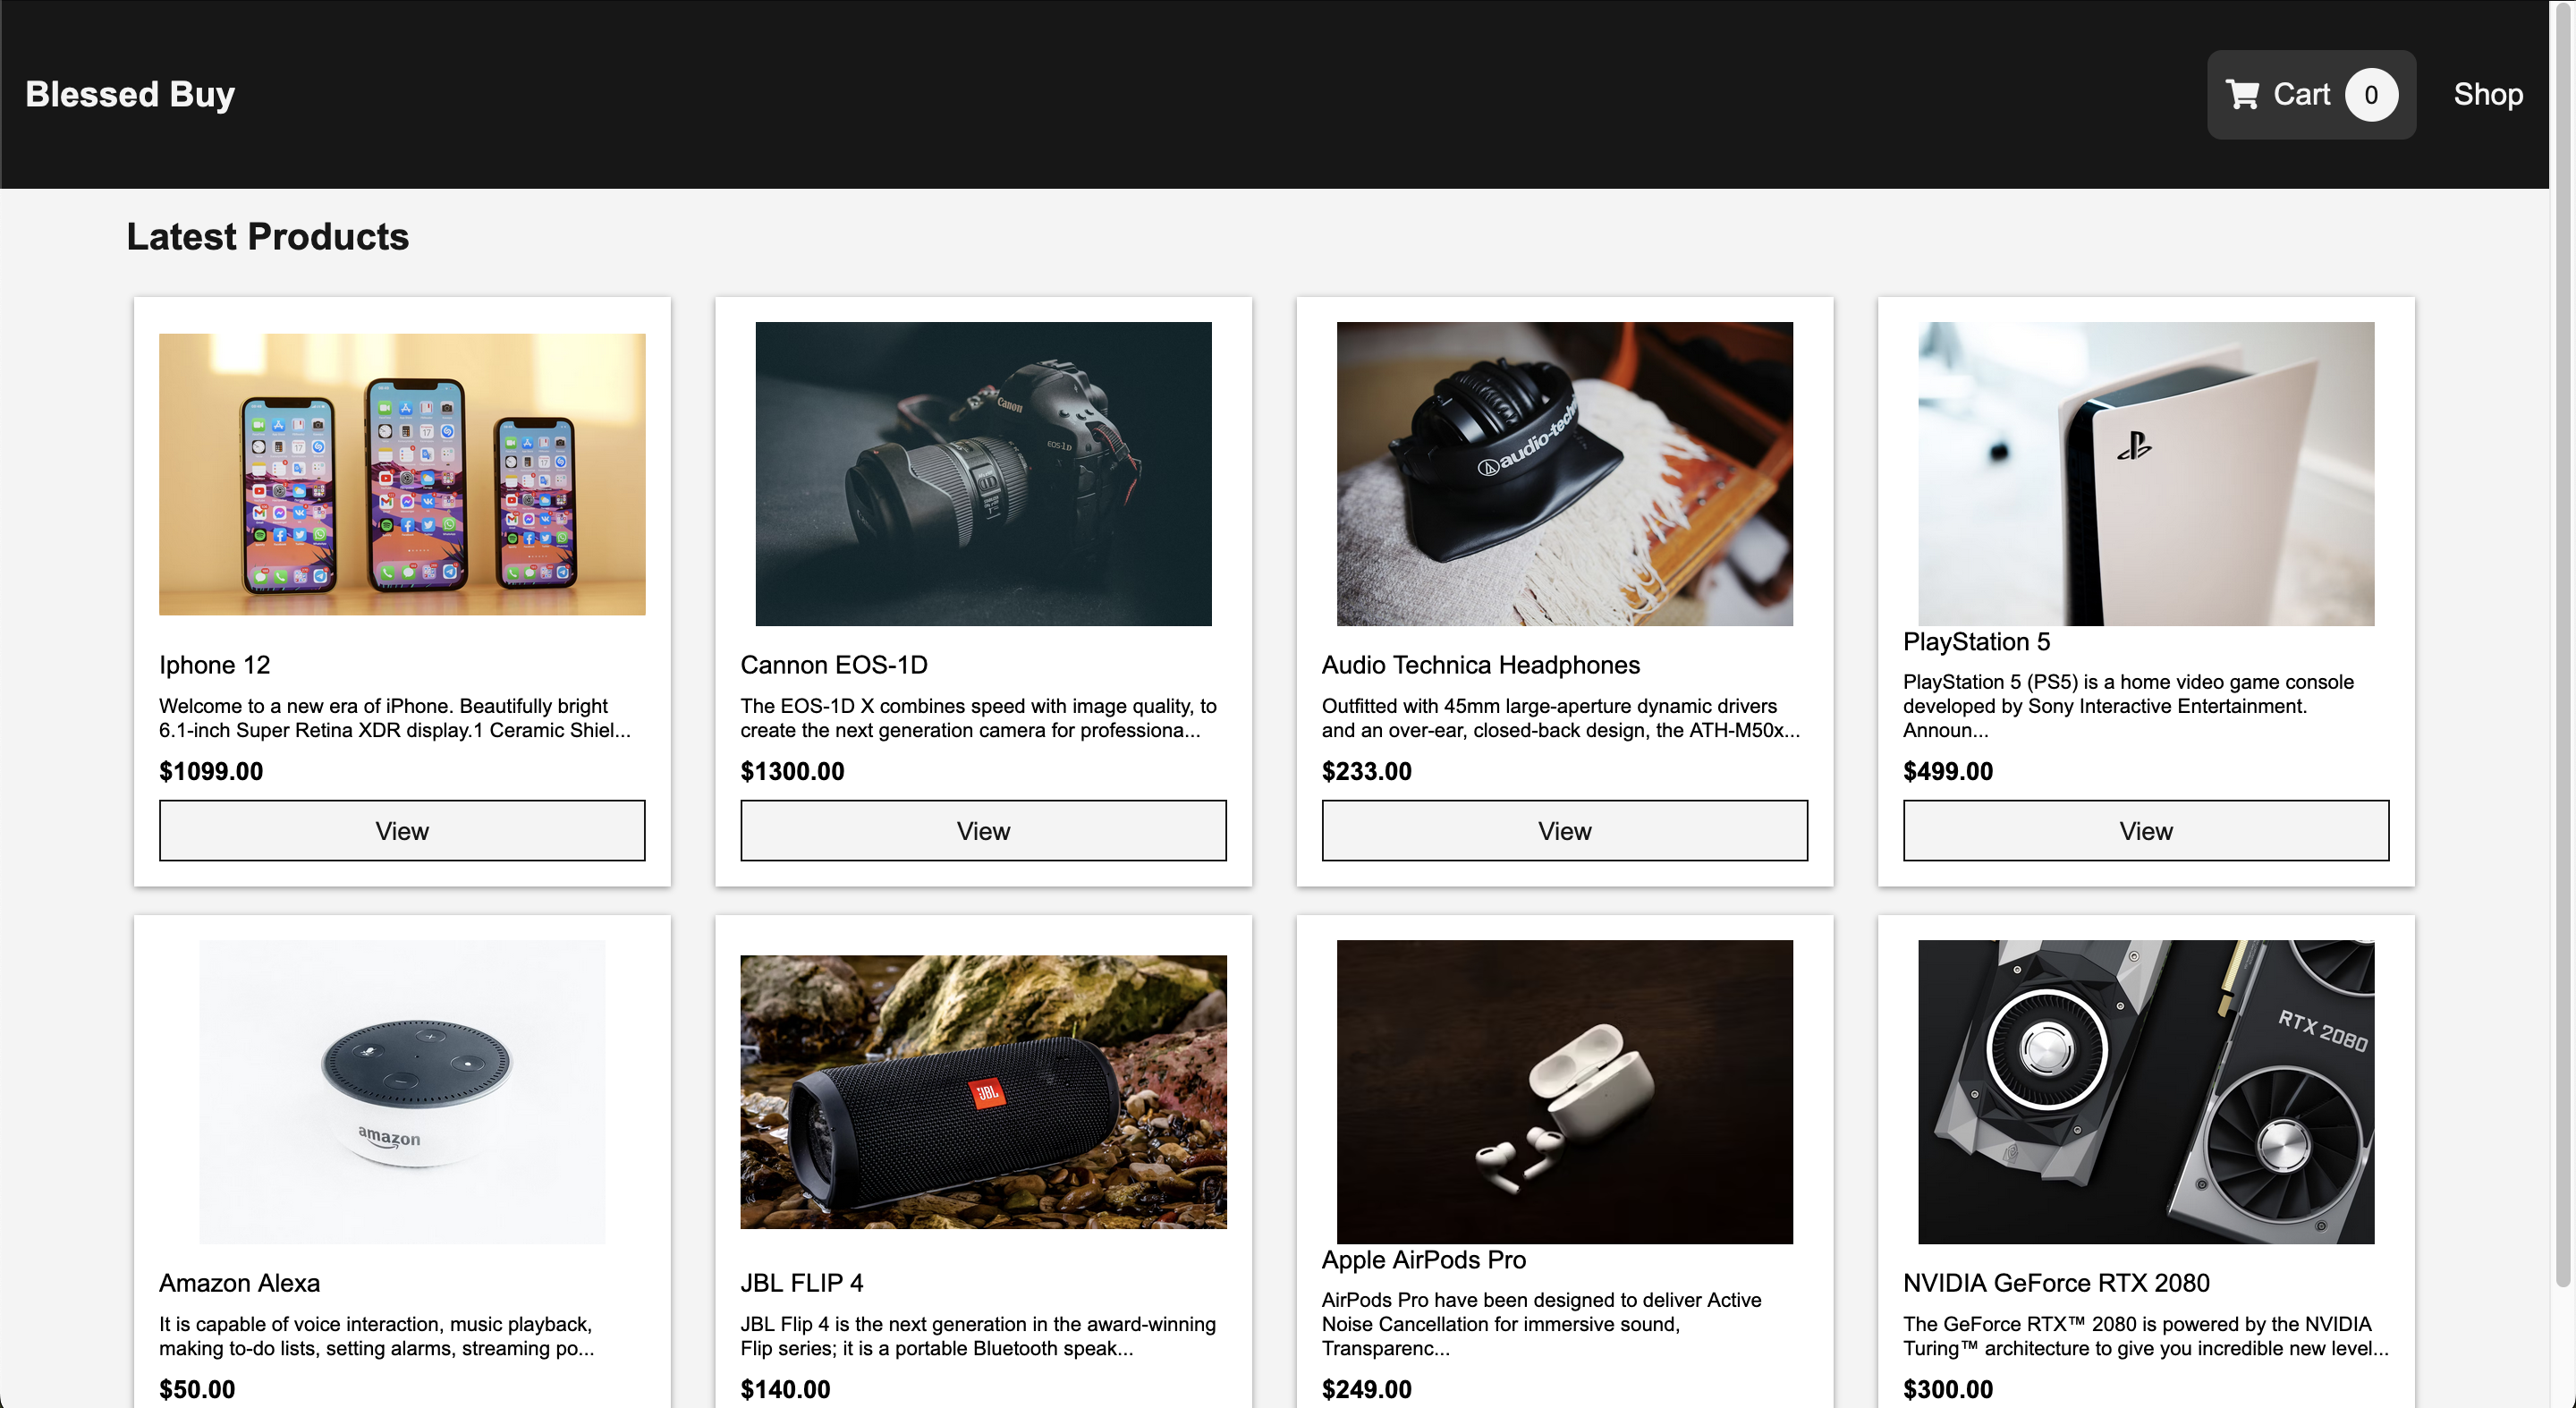 Blessed Buy
Cart 0
Shop
Latest Products
Canon
EOS-1D
audio-techn
Iphone 12
Welcome to a new era of iPhone. Beautifully bright
6.1-inch Super Retina XDR display.1 Ceramic Shiel...
$1099.00
View
Cannon EOS-1D
The EOS-1D X combines speed with image quality, to
create the next generation camera for professiona...
$1300.00
View
Audio Technica Headphones
Outfitted with 45mm large-aperture dynamic drivers
and an over-ear, closed-back design, the ATH-M50x...
$233.00
View
PlayStation 5
PlayStation 5 (PS5) is a home video game console
developed by Sony Interactive Entertainment.
Announ...
$499.00
View
amazon
JBL
RTX 2080
Amazon Alexa
It is capable of voice interaction, music playback,
making to-do lists, setting alarms, streaming po...
$50.00
JBL FLIP 4
JBL Flip 4 is the next generation in the award-winning
Flip series; it is a portable Bluetooth speak...
$140.00
Apple AirPods Pro
AirPods Pro have been designed to deliver Active
Noise Cancellation for immersive sound,
Transparenc...
$249.00
NVIDIA GeForce RTX 2080
The GeForce RTX™ 2080 is powered by the NVIDIA
Turing™ architecture to give you incredible new level...
$300.00